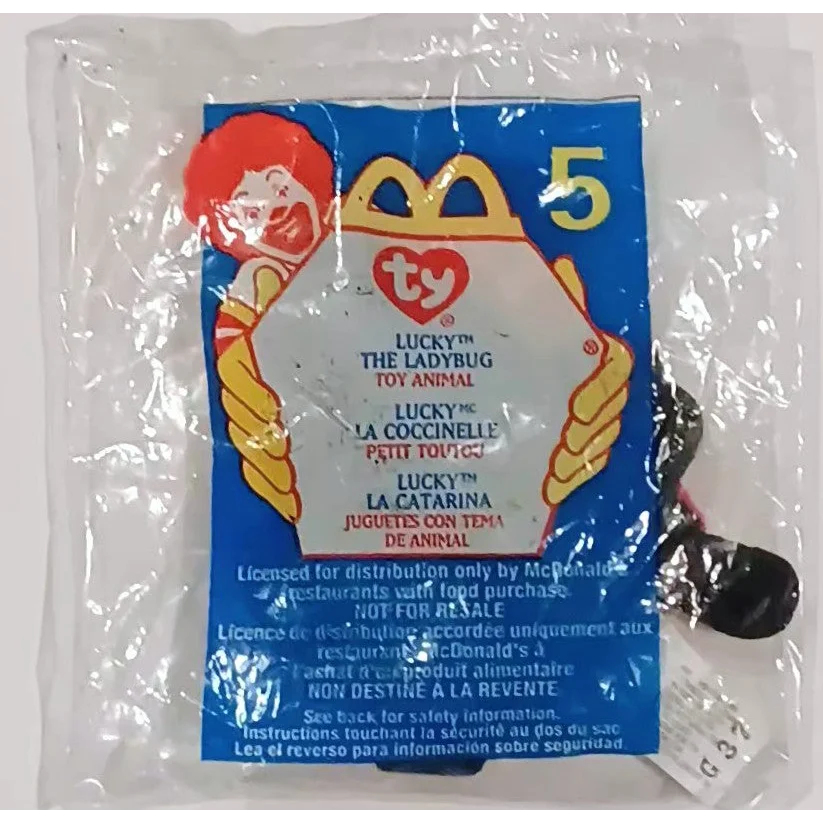 5
ty
®
LUCKY™
THE LADYBUG
®
TOY ANIMAL
LUCKY MC
LA COCCINELLE
PETIT TOUTOU
LUCKY™
LA CATARINA
JUGUETES CON TEMA
DE ANIMAL
Licensed for distribution only by McDonald's
restaurants with food purchase.
NOT FOR RESALE
Licence de distribution accordée uniquement aux
restaurants McDonald's à
l'achat d'un produit alimentaire
NON DESTINÉ À LA REVENTE
See back for safety information.
Instructions touchant la sécurité au dos du sac
Lea el reverso para información sobre seguridad.
G 37